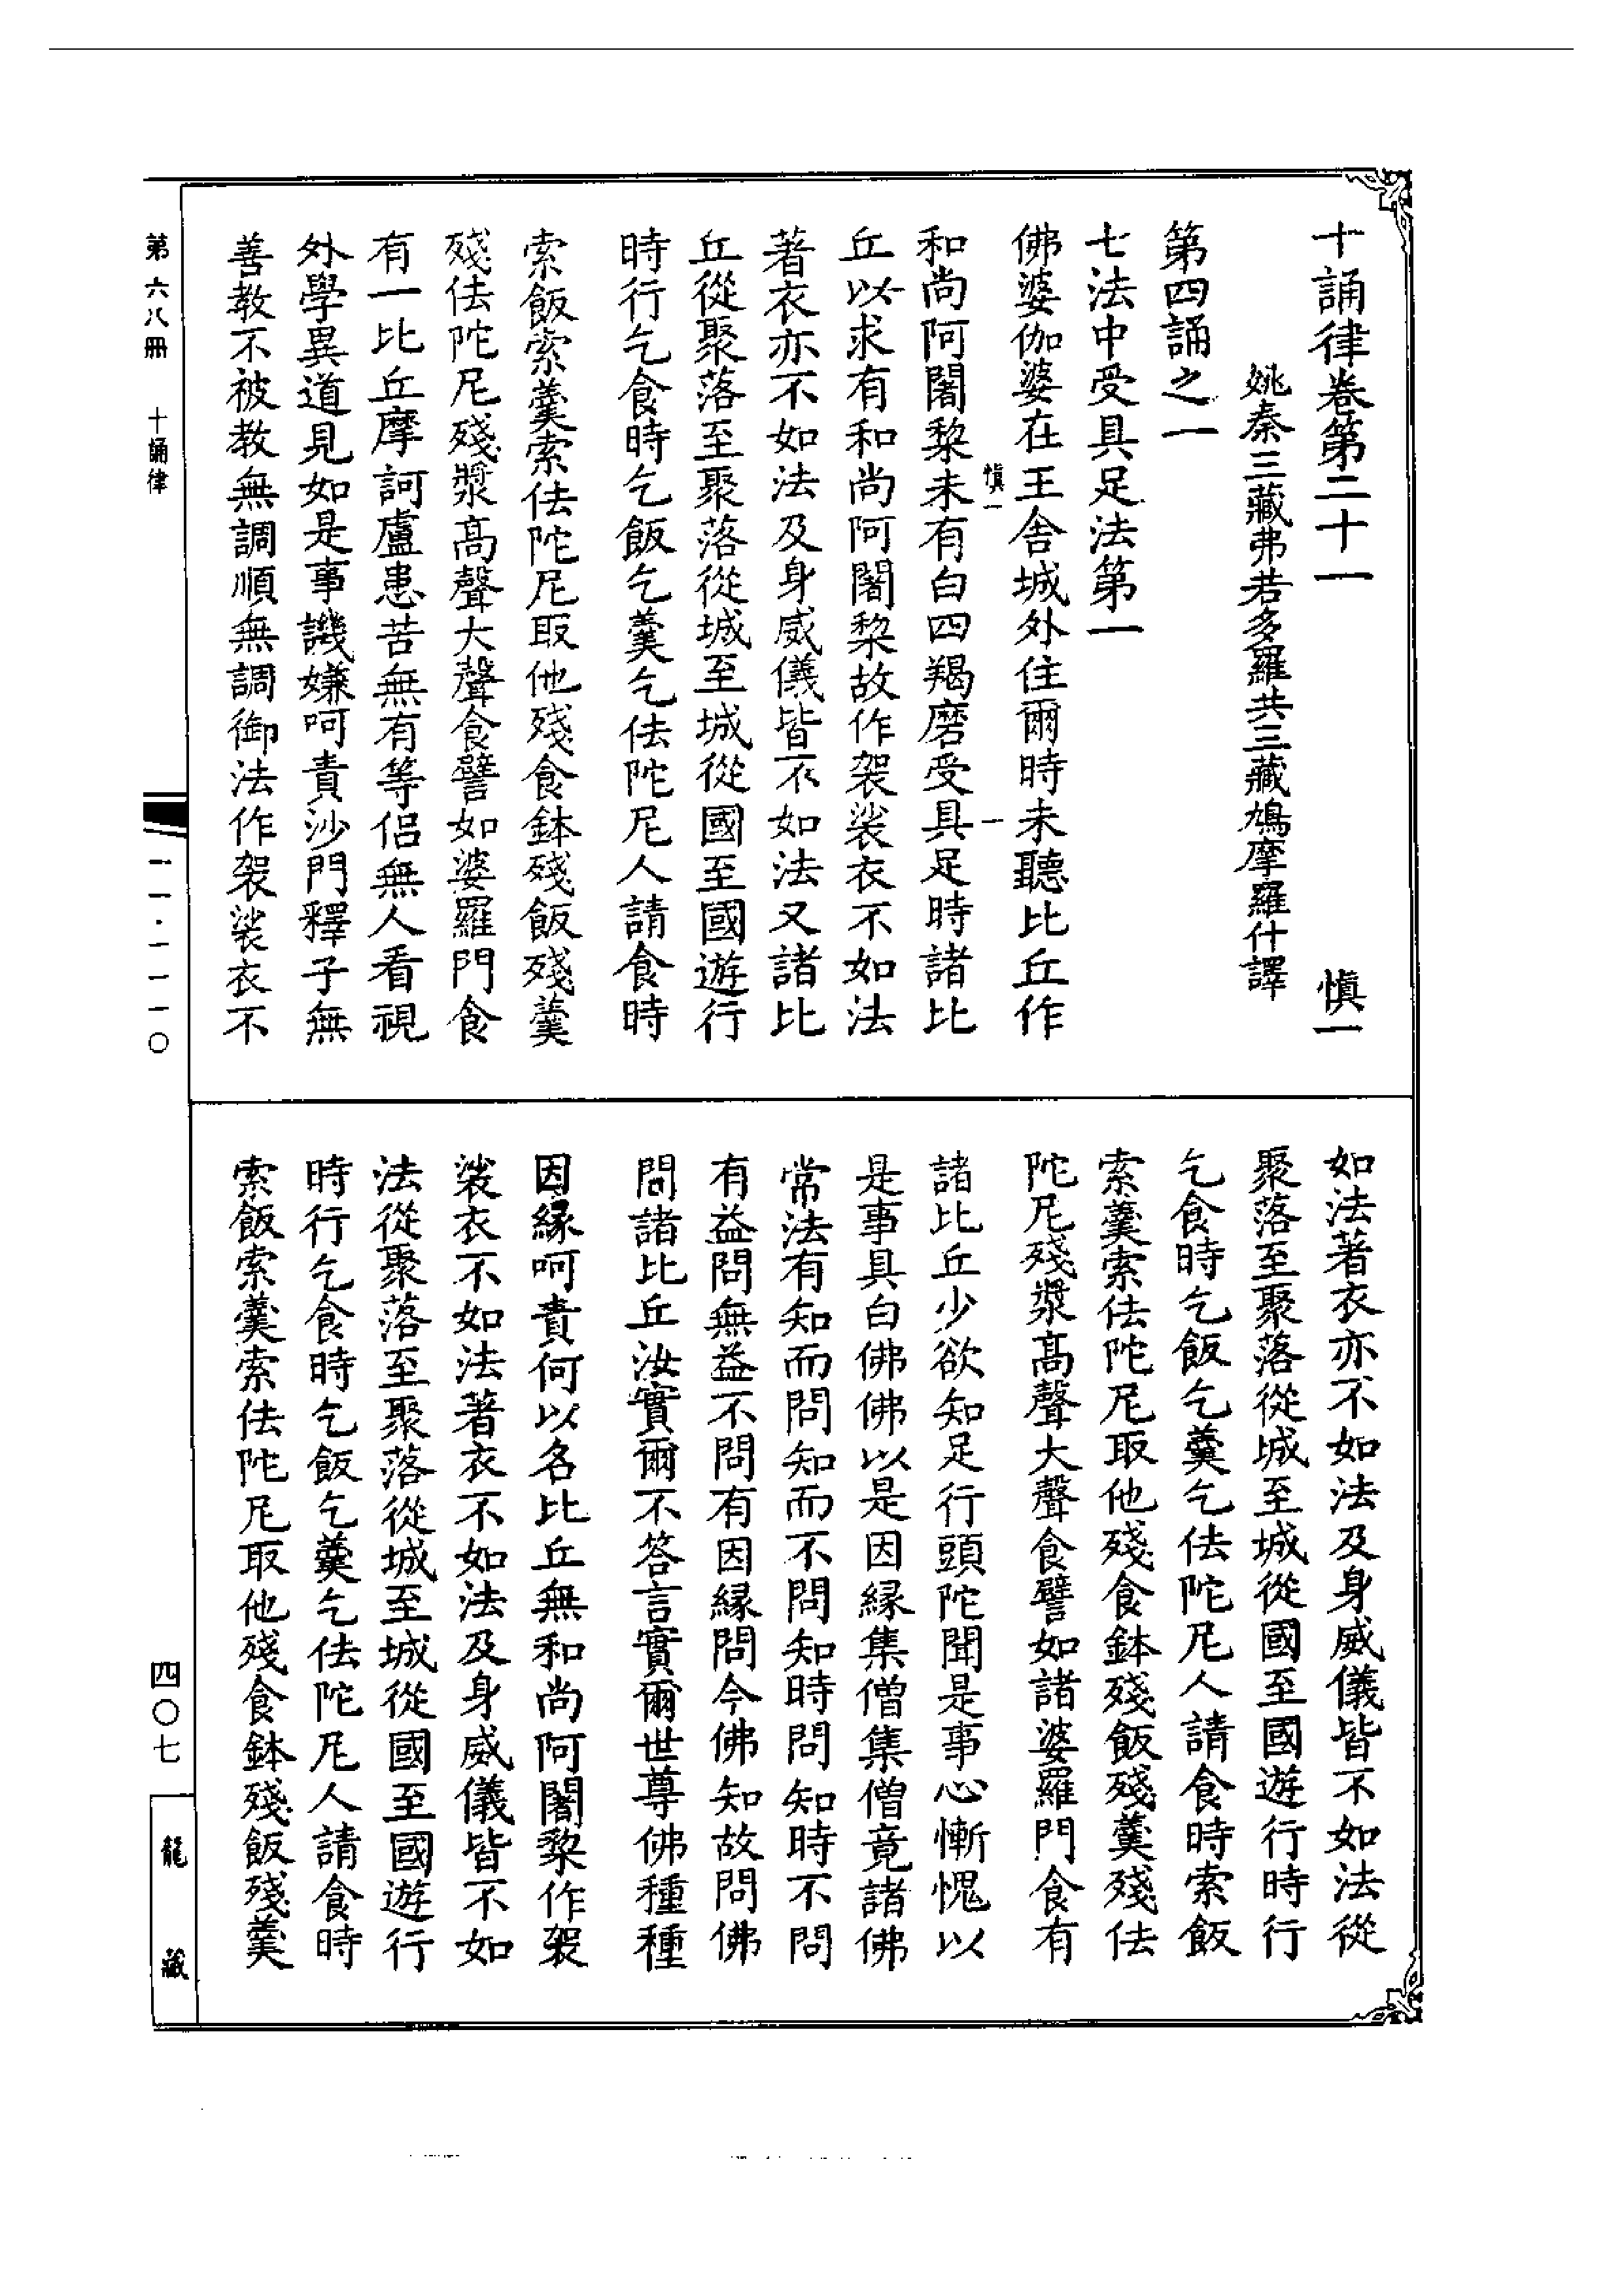 十誦律卷第二十一　慎一
姚秦三藏弗若多羅共三藏鳩摩羅什譯
第四誦之一
七法中受具足法第一
佛婆伽婆在王舍城外住爾時未聽比丘作
慎一　一
和尚阿闍棃未有白四羯磨受具足時諸比
丘以求有和尚阿闍棃故作袈裟衣不如法
著衣亦不如法及身威儀皆不如法又諸比
丘從聚落至聚落從城至城從國至國遊行
時行乞食時乞飯乞羹乞佉陀尼人請食時
索飯索羹索佉陀尼取他殘食鉢殘飯殘羹
殘佉陀尼殘漿高聲大聲食譬如婆羅門食
有一比丘摩訶盧患苦無有等侶無人看視
外學異道見如是事譏嫌呵責沙門釋子無
善教不被教無調順無調御法作袈裟衣不
如法著衣亦不如法及身威儀皆不如法從
聚落至聚落從城至城從國至國遊行時行
乞食時乞飯乞羹乞佉陀尼人請食時索飯
索羹索佉陀尼取他殘食鉢殘飯殘羹殘佉
陀尼殘漿高聲大聲食譬如諸婆羅門食有
諸比丘少欲知足行頭陀聞是事心慚愧以
是事具白佛佛以是因緣集僧集僧竟諸佛
常法有知而問知而不問知時問知時不問
有益問無益不問有因緣問今佛知故問佛
問諸比丘汝實爾不答言實爾世尊佛種種
因緣呵責何以名比丘無和尚阿闍棃作袈
裟衣不如法著衣不如法及身威儀皆不如
法從聚落至聚落從城至城從國至國遊行
時行乞食時乞飯乞羹乞佉陀尼人請食時
索飯索羹索佉陀尼取他殘食鉢殘飯殘羹
第六八冊　十誦律
一一·一一一〇
四〇七
龍藏